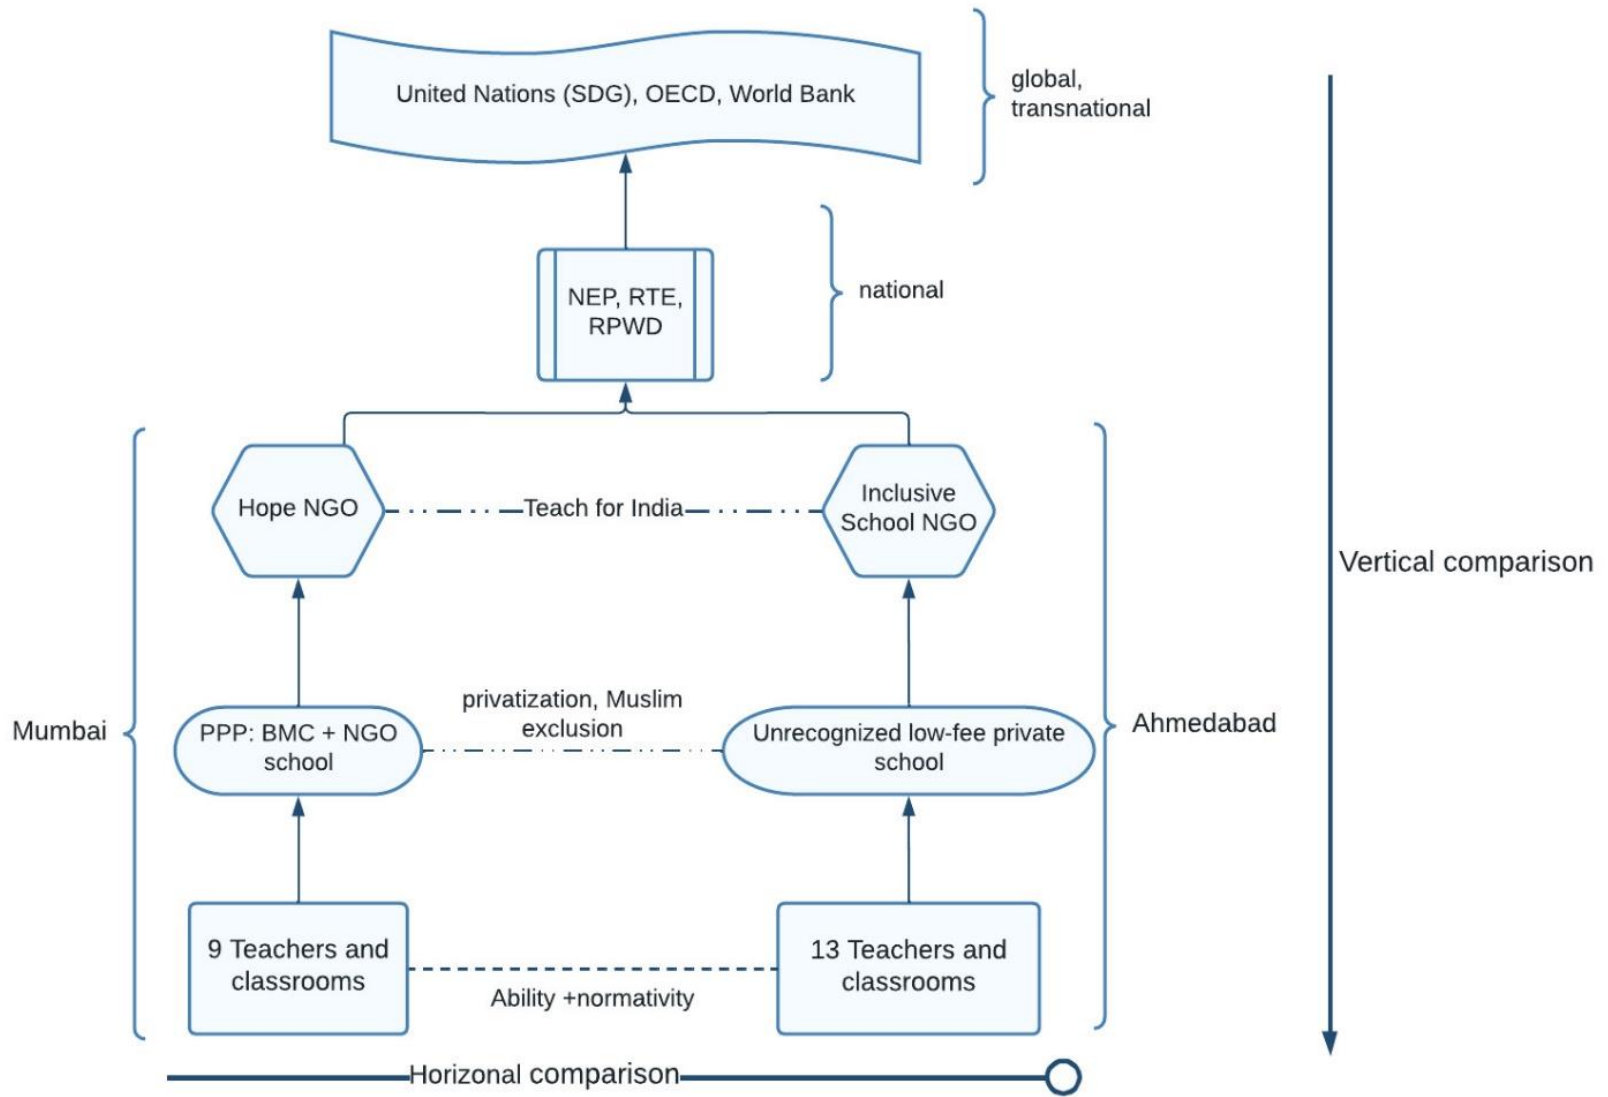 United Nations (SDG), OECD, World Bank
global,
transnational
NEP, RTE,
RPWD
national
Hope NGO
Teach for India
Inclusive
School NGO
Vertical comparison
Mumbai
PPP: BMC + NGO
school
privatization, Muslim
exclusion
Unrecognized low-fee private
school
Ahmedabad
9 Teachers and
classrooms
Ability +normativity
13 Teachers and
classrooms
Horizonal comparison